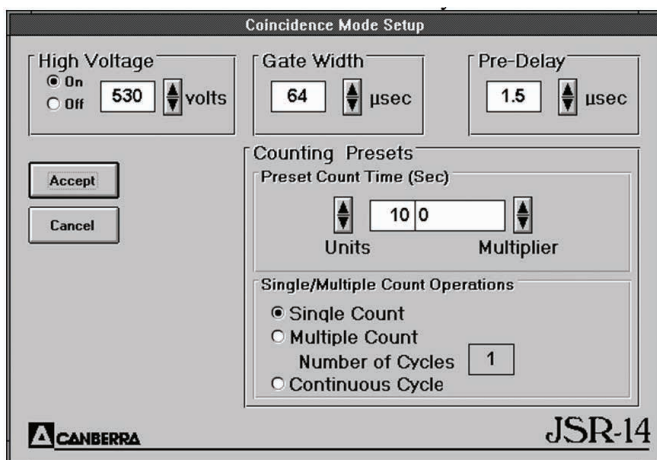 Coincidence Mode Setup
High Voltage
On
Off
530
volts
Gate Width
64
µsec
Pre-Delay
1.5
µsec
Accept
Cancel
Counting Presets
Preset Count Time (Sec)
10 0
Units
Multiplier
Single/Multiple Count Operations
Single Count
Multiple Count
Number of Cycles 1
Continuous Cycle
CANBERRA
JSR-14